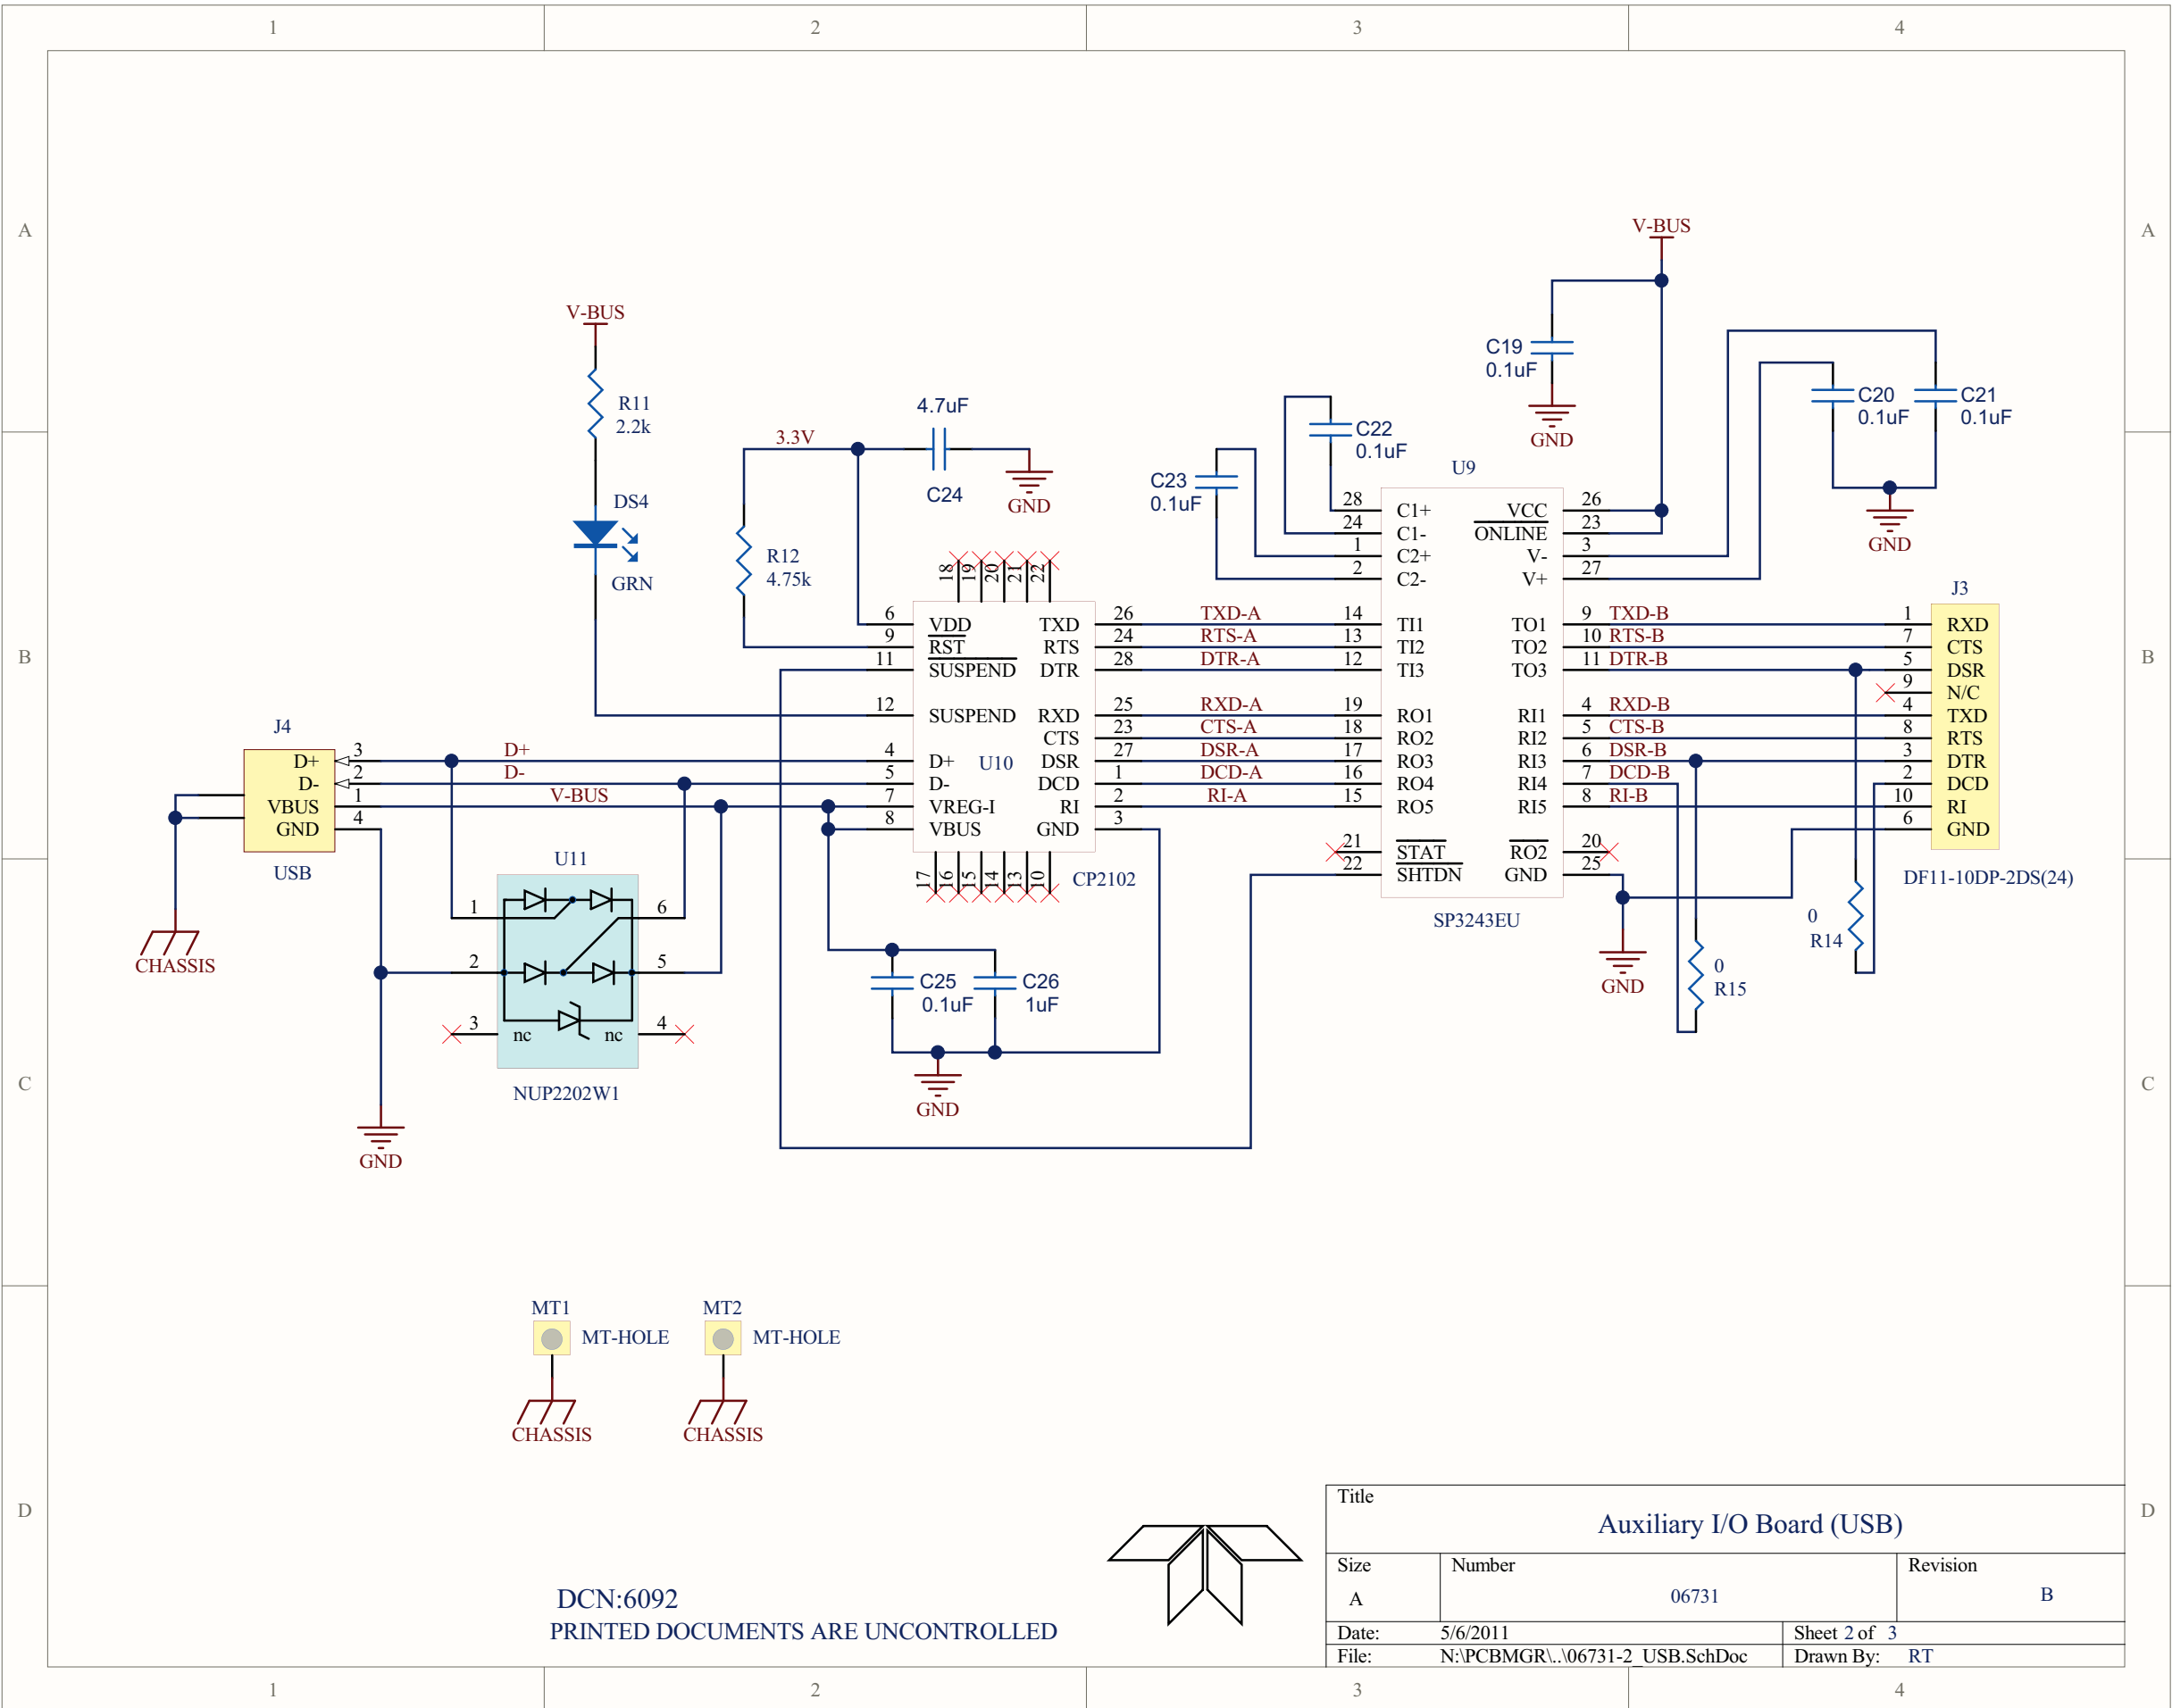 1 2 3 4
A A
V-BUS
V-BUS
C19
0.1uF
GND
R11
2.2k
C20
0.1uF
C21
0.1uF
GND
4.7uF
3.3V
C24
GND
C22
0.1uF
C23
0.1uF
DS4
GRN
R12
4.75k
U9
28 C1+ VCC 26
24 C1- ONLINE 23
1 C2+ V- 3
2 C2- V+ 27
14 TI1 TO1 9
13 TI2 TO2 10
12 TI3 TO3 11
19 RO1 RI1 4
18 RO2 RI2 5
17 RO3 RI3 6
16 RO4 RI4 7
15 RO5 RI5 8
21 STAT RO2 20
22 SHTDN GND 25
SP3243EU
18 19 20 21 22
6 VDD TXD 26
9 RST RTS 24
11 SUSPEND DTR 28
12 SUSPEND RXD 25
CTS 23
4 D+ U10 DSR 27
5 D- DCD 1
7 VREG-I RI 2
8 VBUS GND 3
17 16 15 14 13 10
CP2102
TXD-A
RTS-A
DTR-A
RXD-A
CTS-A
DSR-A
DCD-A
RI-A
TXD-B
RTS-B
DTR-B
RXD-B
CTS-B
DSR-B
DCD-B
RI-B
J3
1 RXD
7 CTS
5 DSR
9 N/C
4 TXD
8 RTS
3 DTR
2 DCD
10 RI
6 GND
DF11-10DP-2DS(24)
B B
J4
D+ 3
D- 2
VBUS 1
GND 4
USB
D+
D-
V-BUS
CHASSIS
U11
1 6
2 5
3 nc nc 4
NUP2202W1
GND
C25
0.1uF
C26
1uF
GND
GND
0
R14
0
R15
C C
MT1
MT-HOLE
CHASSIS
MT2
MT-HOLE
CHASSIS
D D
DCN:6092
PRINTED DOCUMENTS ARE UNCONTROLLED
Title
Auxiliary I/O Board (USB)
Size Number Revision
A 06731 B
Date: 5/6/2011 Sheet 2 of 3
File: N:\PCBMGR\..\06731-2_USB.SchDoc Drawn By: RT
1 2 3 4